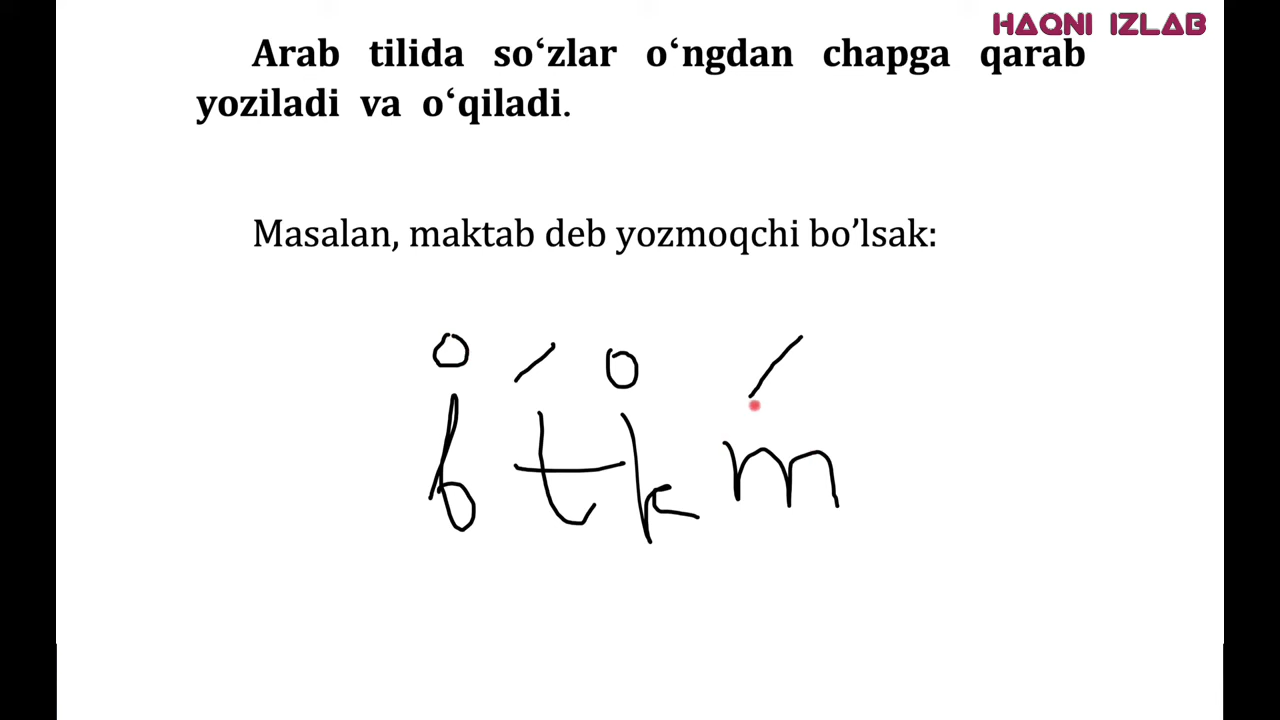 HAQNI IZLAB
Arab tilida so‘zlar o‘ngdan chapga qarab
yoziladi va o‘qiladi.
Masalan, maktab deb yozmoqchi bo’lsak:
b t k m